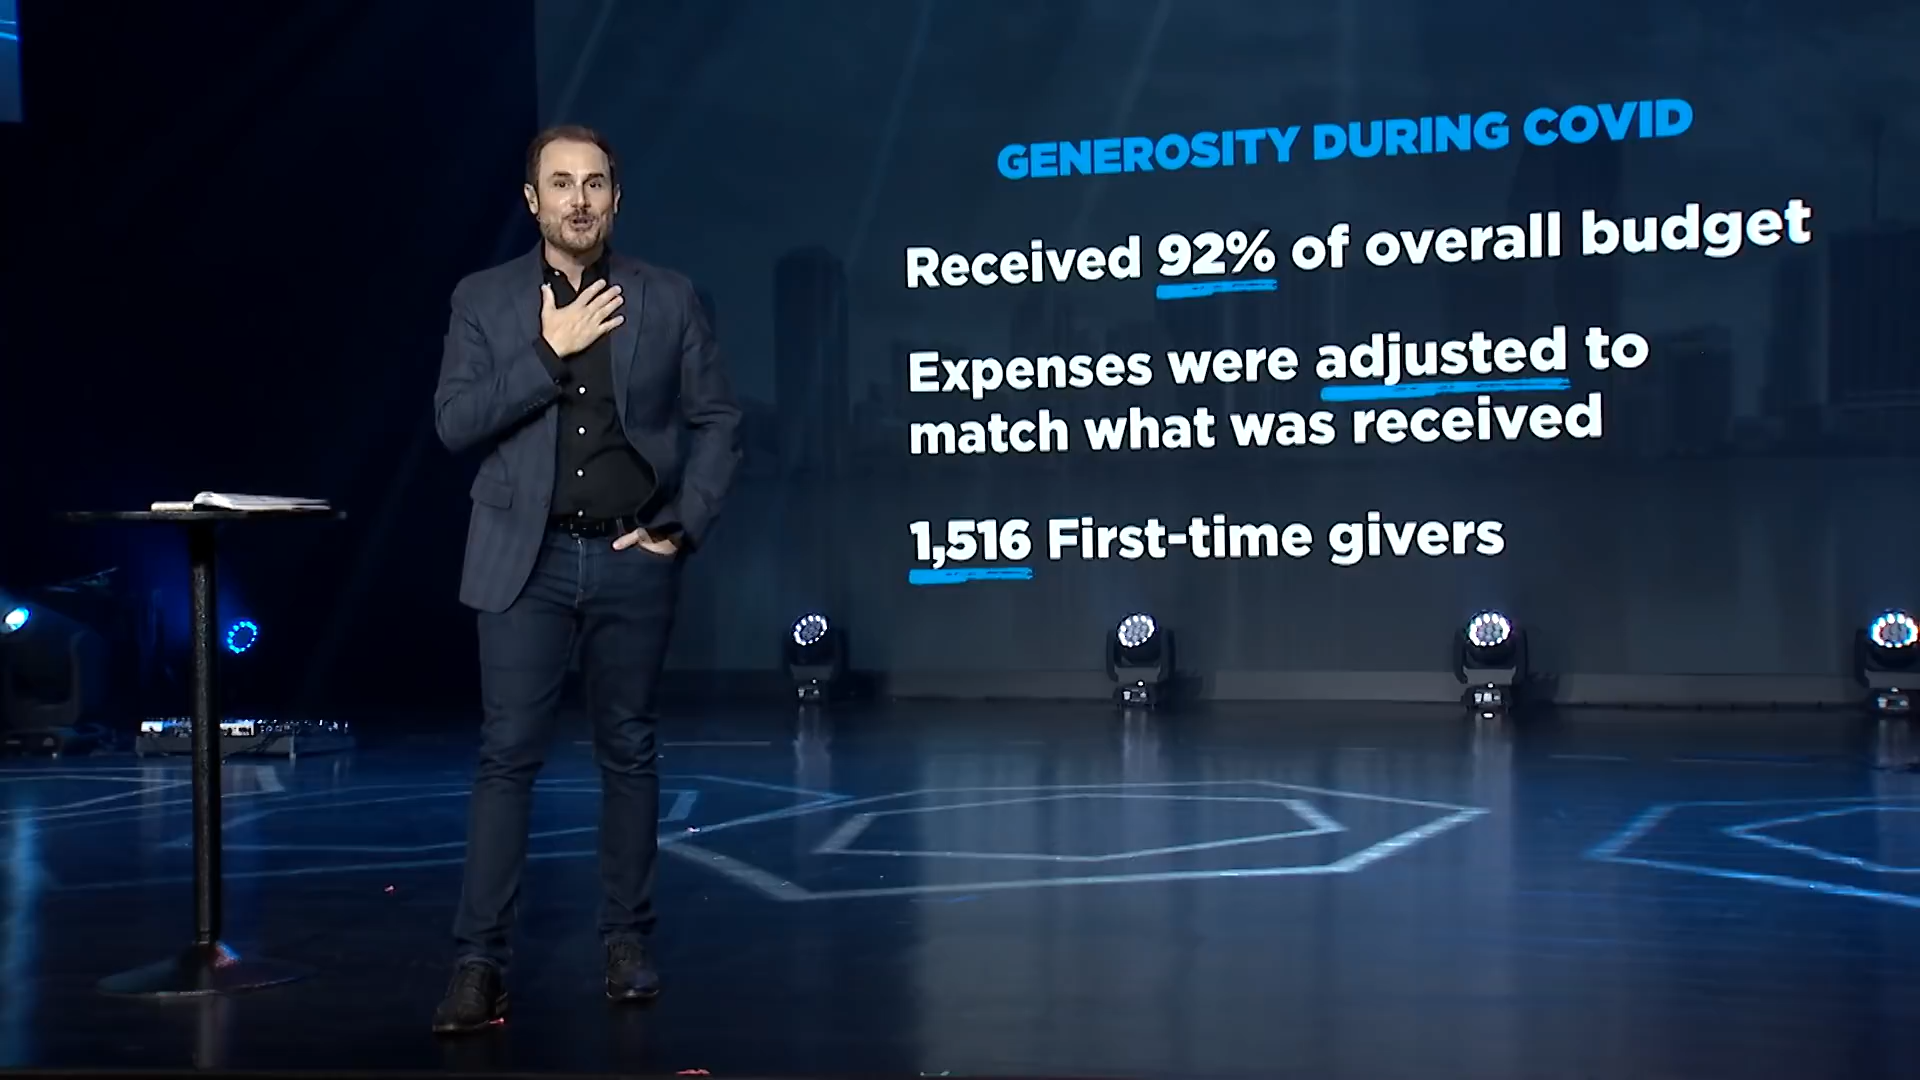 GENEROSITY DURING COVID
Received 92% of overall budget
Expenses were adjusted to
match what was received
1,516 First-time givers